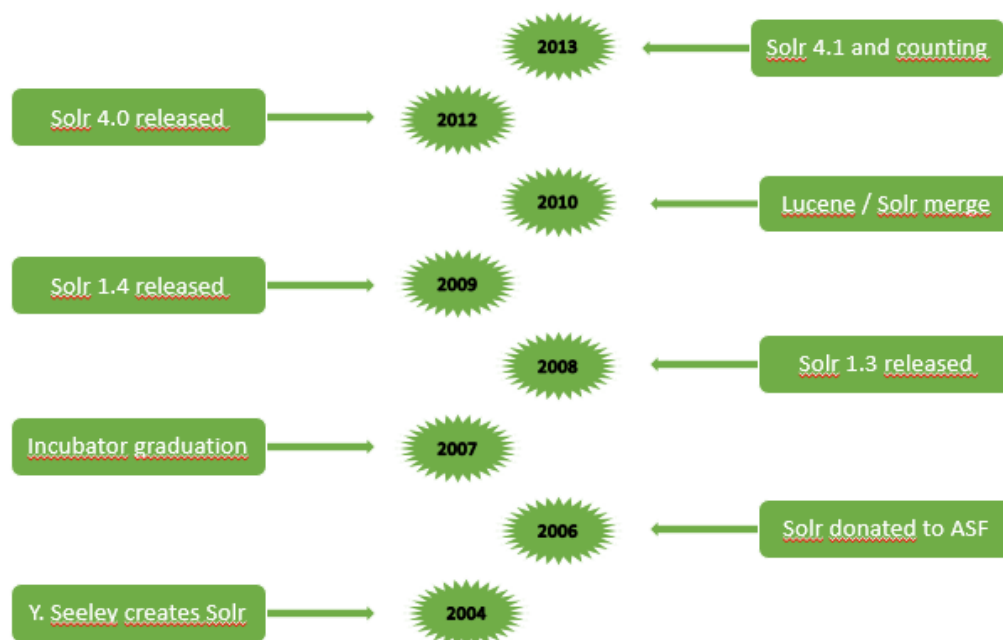 2013
Solr 4.1 and counting
Solr 4.0 released
2012
2010
Lucene / Solr merge
Solr 1.4 released
2009
2008
Solr 1.3 released
Incubator graduation
2007
2006
Solr donated to ASF
Y. Seeley creates Solr
2004